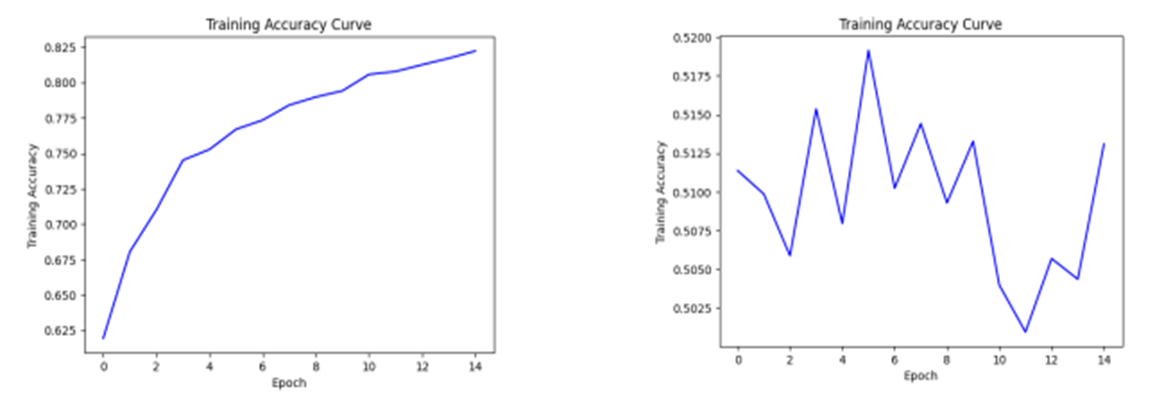 Training Accuracy Curve
0.825
0.800
0.775
0.750
0.725
0.700
0.675
0.650
0.625
Training Accuracy
0 2 4 6 8 10 12 14
Epoch
Training Accuracy Curve
0.5200
0.5175
0.5150
0.5125
0.5100
0.5075
0.5050
0.5025
Training Accuracy
0 2 4 6 8 10 12 14
Epoch